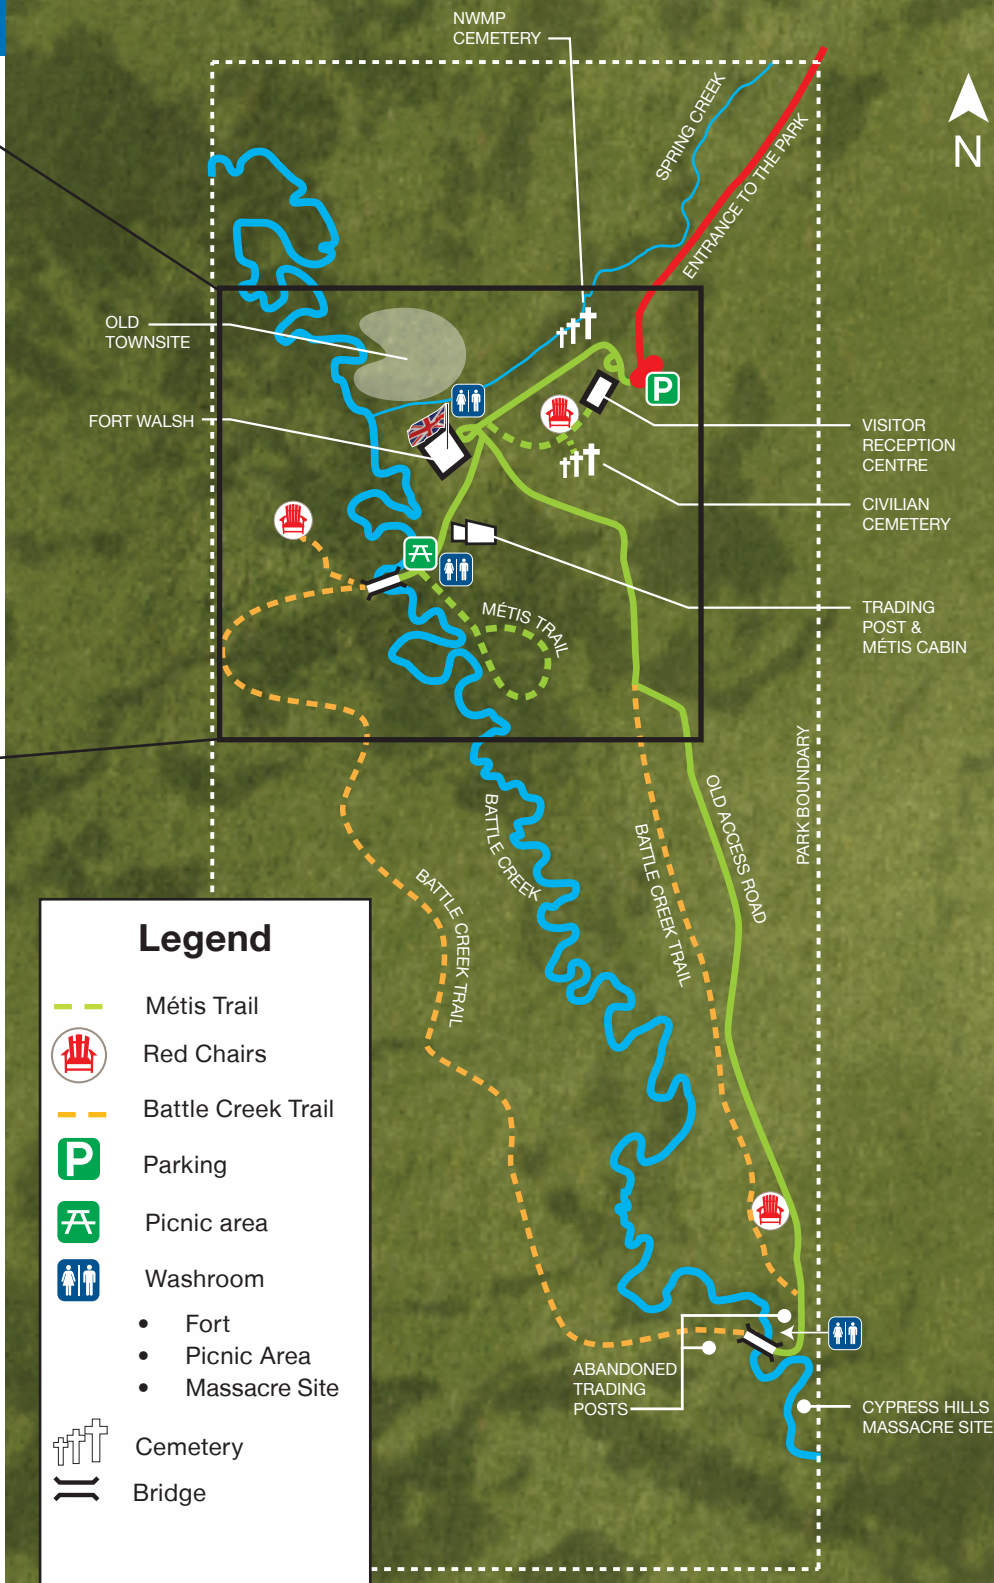 NWMP
CEMETERY
SPRING CREEK
ENTRANCE TO THE PARK
N
OLD
TOWNSITE
FORT WALSH
P
VISITOR
RECEPTION
CENTRE
CIVILIAN
CEMETERY
TRADING
POST &
MÉTIS CABIN
MÉTIS TRAIL
PARK BOUNDARY
OLD ACCESS ROAD
BATTLE CREEK
BATTLE CREEK TRAIL
BATTLE CREEK TRAIL
ABANDONED
TRADING
POSTS
CYPRESS HILLS
MASSACRE SITE
Legend
Métis Trail
Red Chairs
Battle Creek Trail
P Parking
Picnic area
Washroom
• Fort
• Picnic Area
• Massacre Site
Cemetery
Bridge